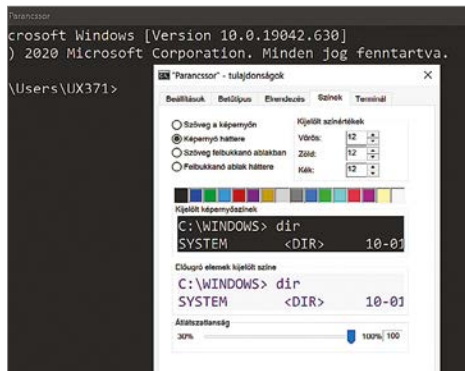 Parancssor
crosoft Windows [Version 10.0.19042.630]
) 2020 Microsoft Corporation. Minden jog fenntartva.
\Users\UX371>
"Parancssor" - tulajdonságok
Beállítások Betűtípus Elrendezés Színek Terminál
Szöveg a képernyőn
Képernyő háttere
Szöveg felbukkanó ablakban
Felbukkanó ablak háttere
Kijelölt színértékek
Vörös: 12
Zöld: 12
Kék: 12
Kijelölt képernyőszínek
C:\WINDOWS> dir
SYSTEM <DIR> 10-01
Előugró elemek kijelölt színe
C:\WINDOWS> dir
SYSTEM <DIR> 10-01
Átlátszatlanság
30% 100% 100